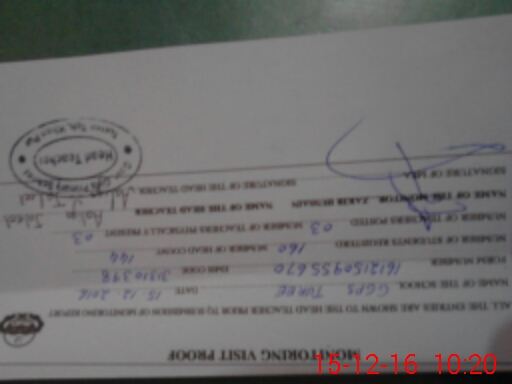 MONITORING VISIT PROOF
ALL THE ENTRIES ARE SHOWN TO THE HEAD TEACHER PRIOR TO SUBMISSION OF MONITORING REPORT
NAME OF THE SCHOOL GGPS TUREE DATE 15.12.2016
FORM NUMBER 1612150955670 EMIS CODE 31310398
NUMBER OF STUDENTS REGISTERED 160 NUMBER OF HEAD COUNT 144
NUMBER OF TEACHERS POSTED 03 NUMBER OF TEACHERS PHYSICALLY PRESENT 03
NAME OF THE MONITOR ZAKIR HUSSAIN NAME OF THE HEAD TEACHER
SIGNATURE OF MEA SIGNATURE OF THE HEAD TEACHER
Head Teacher
15-12-16 10:20